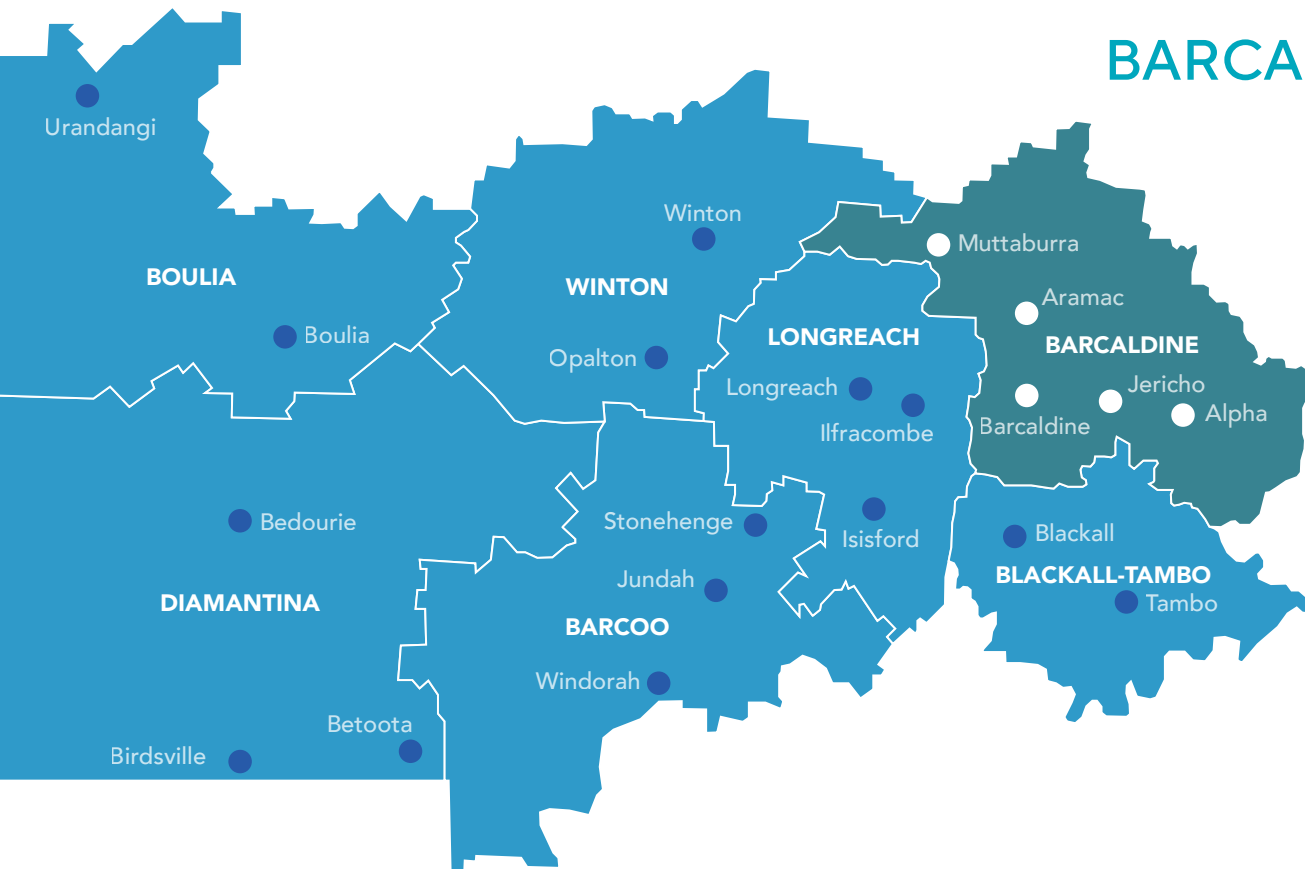 BARCA
Urandangi
Winton
Muttaburra
BOULIA
WINTON
Aramac
Boulia
LONGREACH
BARCALDINE
Opalton
Longreach
Jericho
Ilfracombe
Barcaldine
Alpha
Bedourie
Stonehenge
Isisford
Blackall
Jundah
BLACKALL-TAMBO
DIAMANTINA
Tambo
BARCOO
Windorah
Betoota
Birdsville